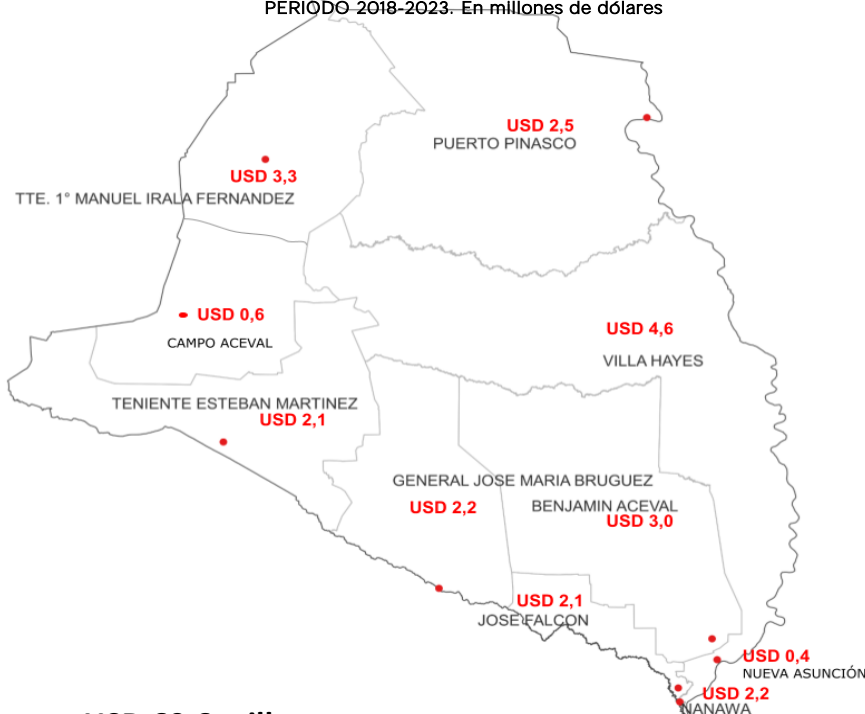 PERIODO 2018-2023. En millones de dólares
USD 2,5
PUERTO PINASCO
USD 3,3
TTE. 1° MANUEL IRALA FERNANDEZ
USD 0,6
CAMPO ACEVAL
USD 4,6
VILLA HAYES
TENIENTE ESTEBAN MARTINEZ
USD 2,1
GENERAL JOSE MARIA BRUGUEZ
USD 2,2
BENJAMIN ACEVAL
USD 3,0
USD 2,1
JOSE FALCON
USD 0,4
NUEVA ASUNCIÓN
USD 2,2
NANAWA